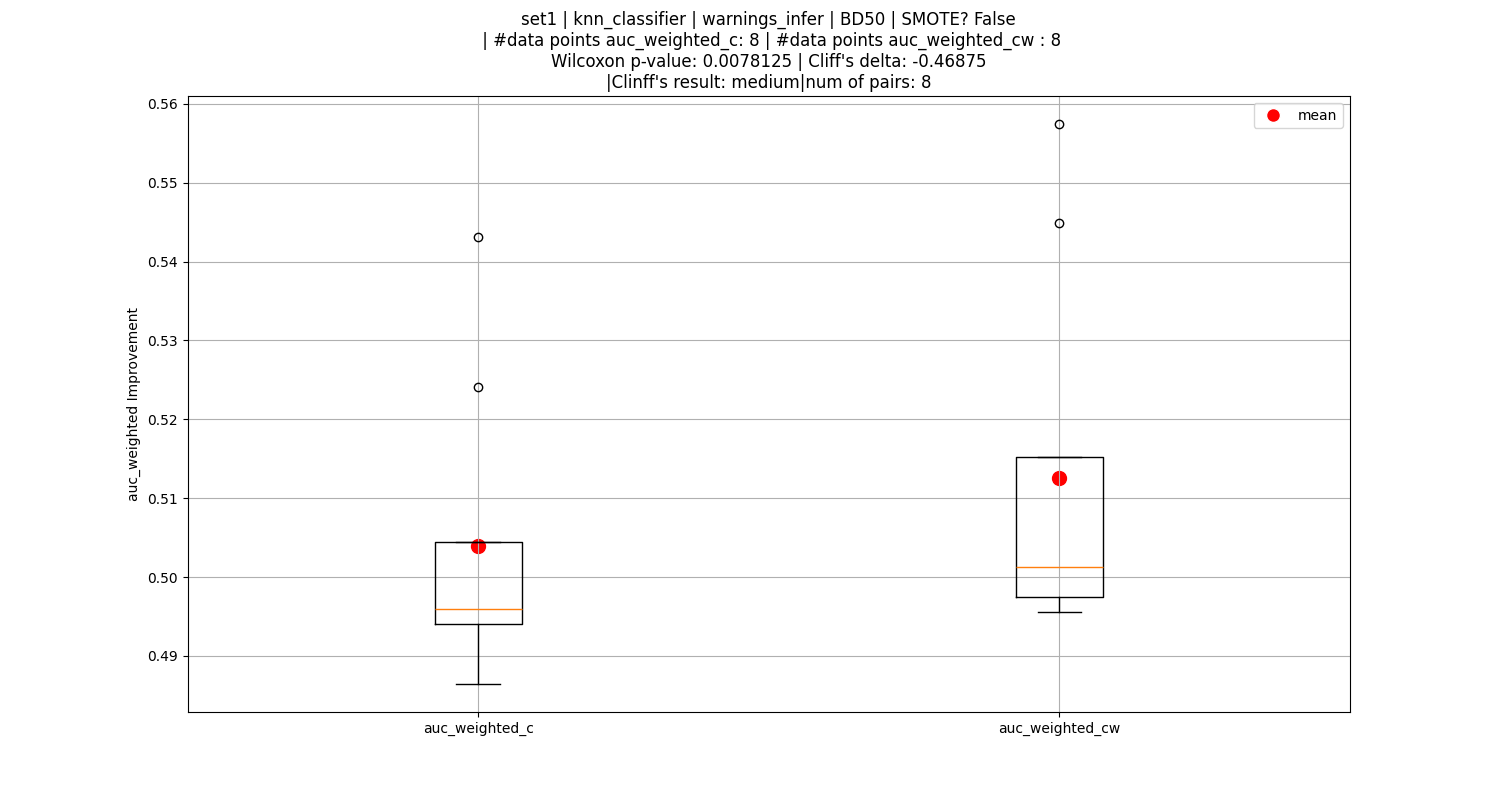 set1 | knn_classifier | warnings_infer | BD50 | SMOTE? False
| #data points auc_weighted_c: 8 | #data points auc_weighted_cw : 8
Wilcoxon p-value: 0.0078125 | Cliff's delta: -0.46875
|Clinff's result: medium|num of pairs: 8
mean
0.56
0.55
0.54
0.53
0.52
0.51
0.50
0.49
auc_weighted Improvement
auc_weighted_c
auc_weighted_cw